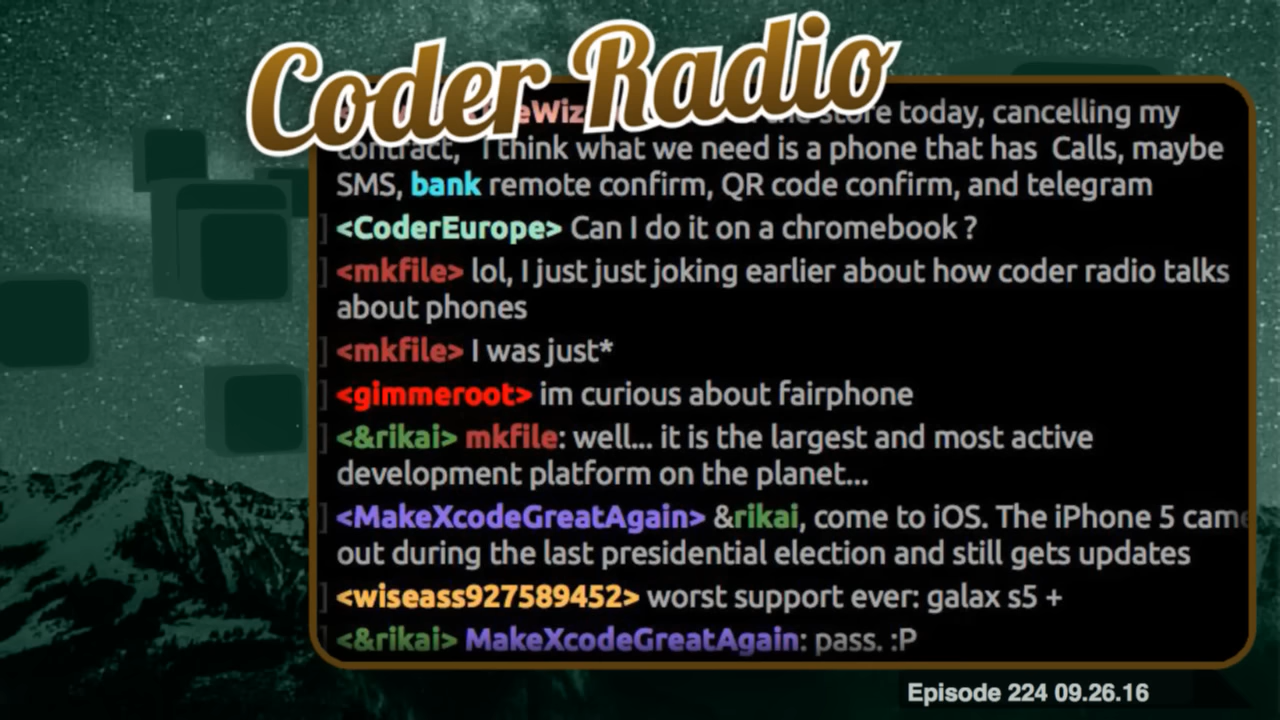 Coder Radio
eWiz the store today, cancelling my
contract, I think what we need is a phone that has Calls, maybe
SMS, bank remote confirm, QR code confirm, and telegram
] <CoderEurope> Can I do it on a chromebook ?
] <mkfile> lol, I just just joking earlier about how coder radio talks
about phones
] <mkfile> I was just*
] <gimmeroot> im curious about fairphone
] <&rikai> mkfile: well... it is the largest and most active
development platform on the planet...
] <MakeXcodeGreatAgain> &rikai, come to iOS. The iPhone 5 came
out during the last presidential election and still gets updates
] <wiseass927589452> worst support ever: galax s5 +
] <&rikai> MakeXcodeGreatAgain: pass. :P
Episode 224 09.26.16